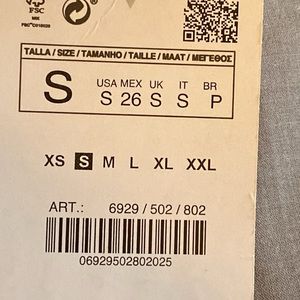 FSC
MIX
TALLA / SIZE / TAMANHO / TAILLE / MAAT / ΜΕΓΕΘΟΣ
S
USA MEX UK IT BR
S 26 S S P
XS S M L XL XXL
ART.: 6929 / 502 / 802
06929502802025